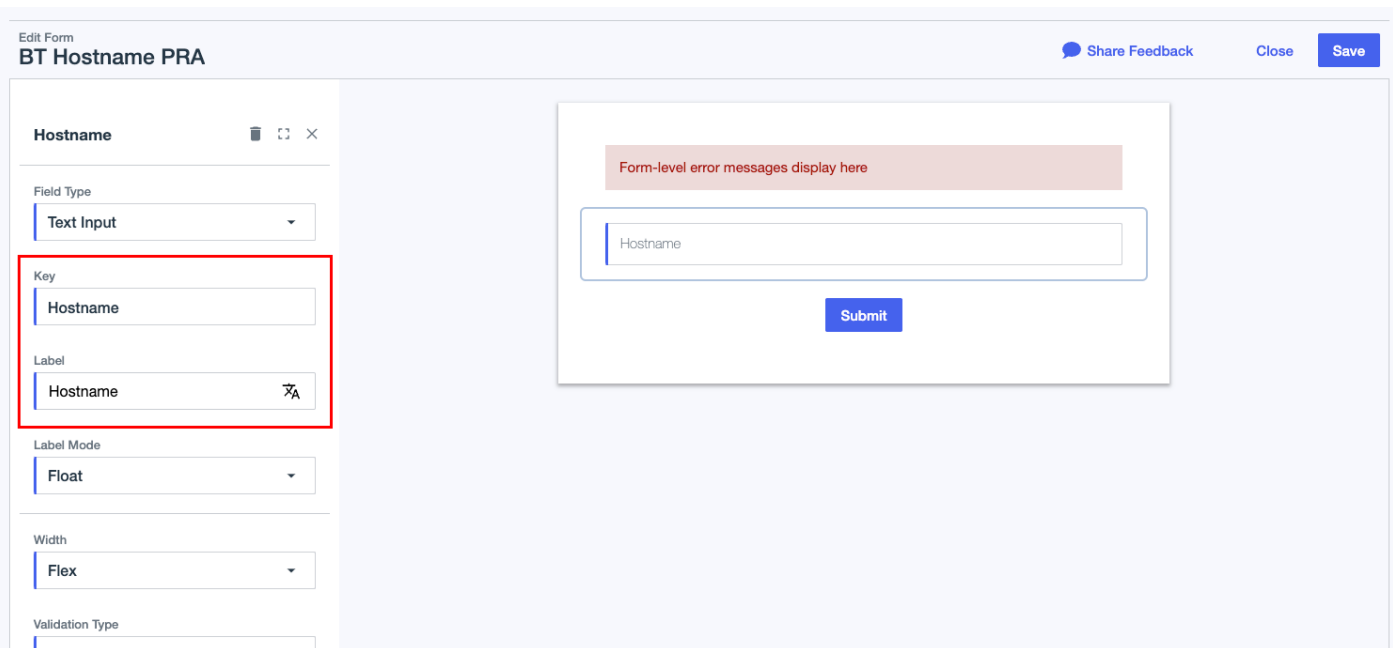 Edit Form
BT Hostname PRA
Share Feedback
Close
Save
Hostname
Field Type
Text Input
Key
Hostname
Label
Hostname
Label Mode
Float
Width
Flex
Validation Type
Form-level error messages display here
Hostname
Submit